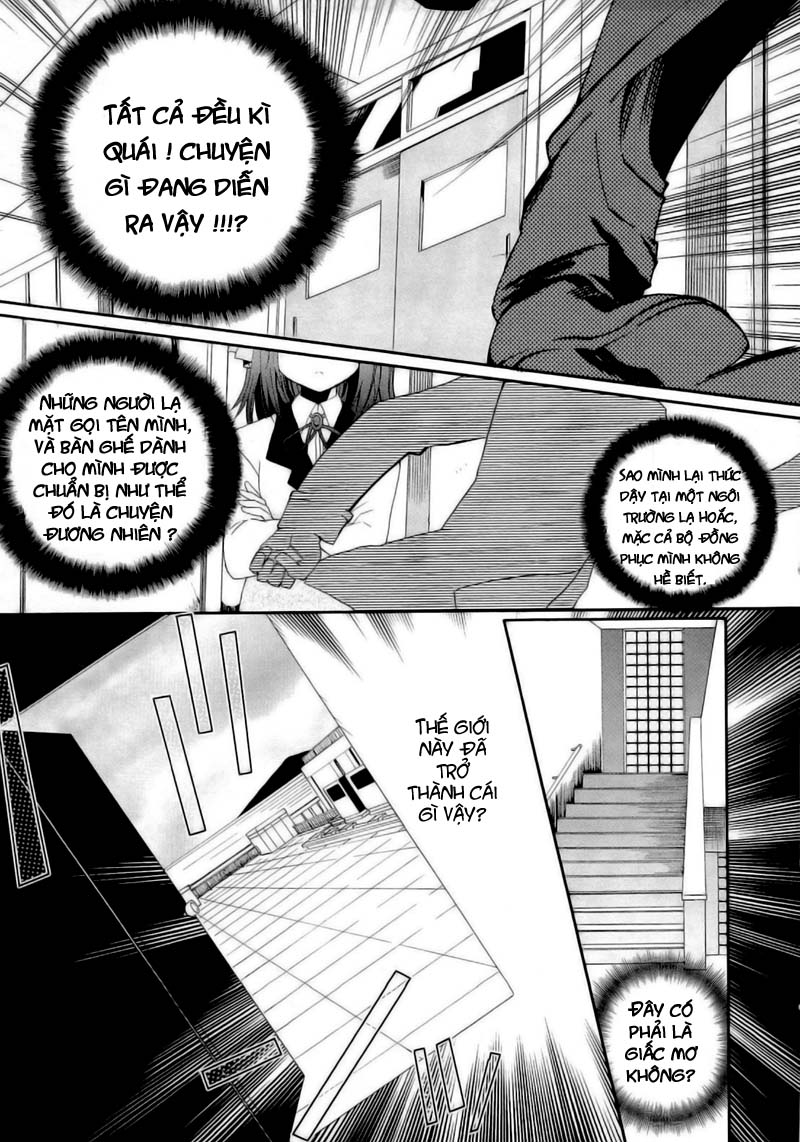 TẤT CẢ ĐỀU KÌ
QUÁI ! CHUYỆN
GÌ ĐANG DIỄN
RA VẬY !!!?
NHỮNG NGƯỜI LẠ
MẶT GỌI TÊN MÌNH,
VÀ BÀN GHẾ DÀNH
CHO MÌNH ĐƯỢC
CHUẨN BỊ NHƯ THỂ
ĐÓ LÀ CHUYỆN
ĐƯƠNG NHIÊN ?
SAO MÌNH LẠI THỨC
DẬY TẠI MỘT NGÔI
TRƯỜNG LẠ HOẮC,
MẶC CẢ BỘ ĐỒNG
PHỤC MÌNH KHÔNG
HỀ BIẾT.
THẾ GIỚI
NÀY ĐÃ
TRỞ
THÀNH CÁI
GÌ VẬY?
ĐÂY CÓ
PHẢI LÀ
GIẤC MƠ
KHÔNG?